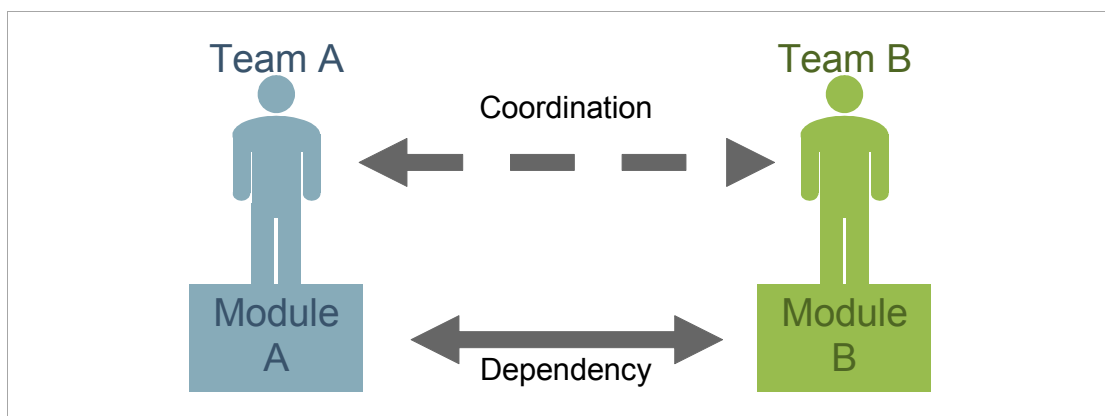 Team A
Team B
Coordination
Module
A
Module
B
Dependency